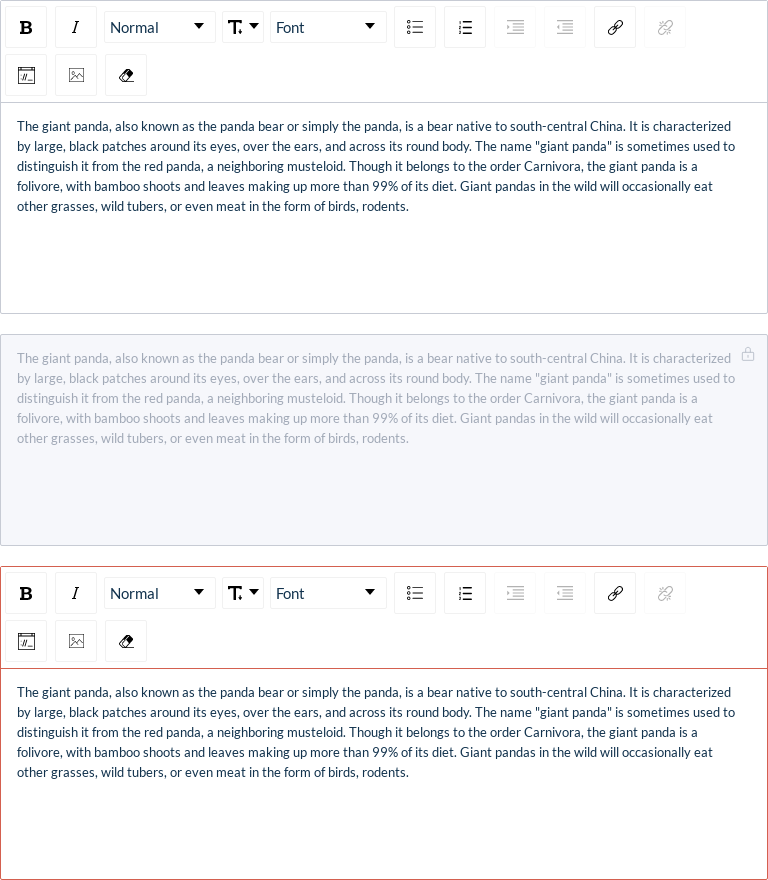 B I Normal T Font
The giant panda, also known as the panda bear or simply the panda, is a bear native to south-central China. It is characterized
by large, black patches around its eyes, over the ears, and across its round body. The name "giant panda" is sometimes used to
distinguish it from the red panda, a neighboring musteloid. Though it belongs to the order Carnivora, the giant panda is a
folivore, with bamboo shoots and leaves making up more than 99% of its diet. Giant pandas in the wild will occasionally eat
other grasses, wild tubers, or even meat in the form of birds, rodents.
The giant panda, also known as the panda bear or simply the panda, is a bear native to south-central China. It is characterized
by large, black patches around its eyes, over the ears, and across its round body. The name "giant panda" is sometimes used to
distinguish it from the red panda, a neighboring musteloid. Though it belongs to the order Carnivora, the giant panda is a
folivore, with bamboo shoots and leaves making up more than 99% of its diet. Giant pandas in the wild will occasionally eat
other grasses, wild tubers, or even meat in the form of birds, rodents.
B I Normal T Font
The giant panda, also known as the panda bear or simply the panda, is a bear native to south-central China. It is characterized
by large, black patches around its eyes, over the ears, and across its round body. The name "giant panda" is sometimes used to
distinguish it from the red panda, a neighboring musteloid. Though it belongs to the order Carnivora, the giant panda is a
folivore, with bamboo shoots and leaves making up more than 99% of its diet. Giant pandas in the wild will occasionally eat
other grasses, wild tubers, or even meat in the form of birds, rodents.